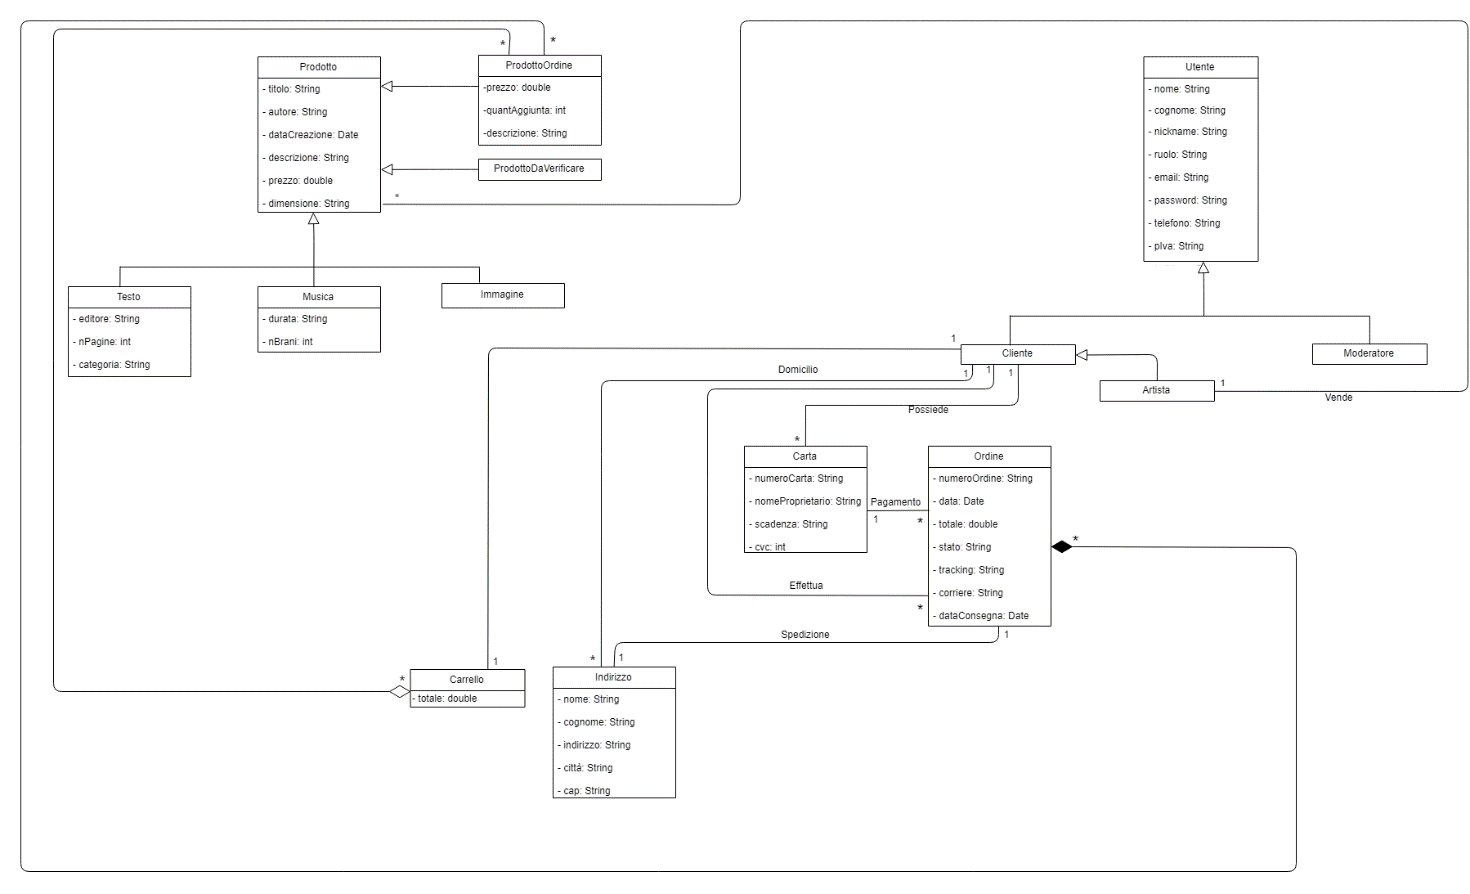 Prodotto
- titolo: String
- autore: String
- dataCreazione: Date
- descrizione: String
- prezzo: double
- dimensione: String
*
*
ProdottoOrdine
-prezzo: double
-quantAggiunta: int
-descrizione: String
ProdottoDaVerificare
*
Utente
- nome: String
- cognome: String
- nickname: String
- ruolo: String
- email: String
- password: String
- telefono: String
- pIva: String
Testo
- editore: String
- nPagine: int
- categoria: String
Musica
- durata: String
- nBrani: int
Immagine
1
Cliente
1
1
1
Moderatore
Artista
1
Vende
Domicilio
Possiede
*
Carta
- numeroCarta: String
- nomeProprietario: String
- scadenza: String
- cvc: int
Pagamento
1
*
Ordine
- numeroOrdine: String
- data: Date
- totale: double
- stato: String
- tracking: String
- corriere: String
- dataConsegna: Date
*
Effettua
*
Spedizione
1
1
*
1
*
Carrello
- totale: double
Indirizzo
- nome: String
- cognome: String
- indirizzo: String
- città: String
- cap: String